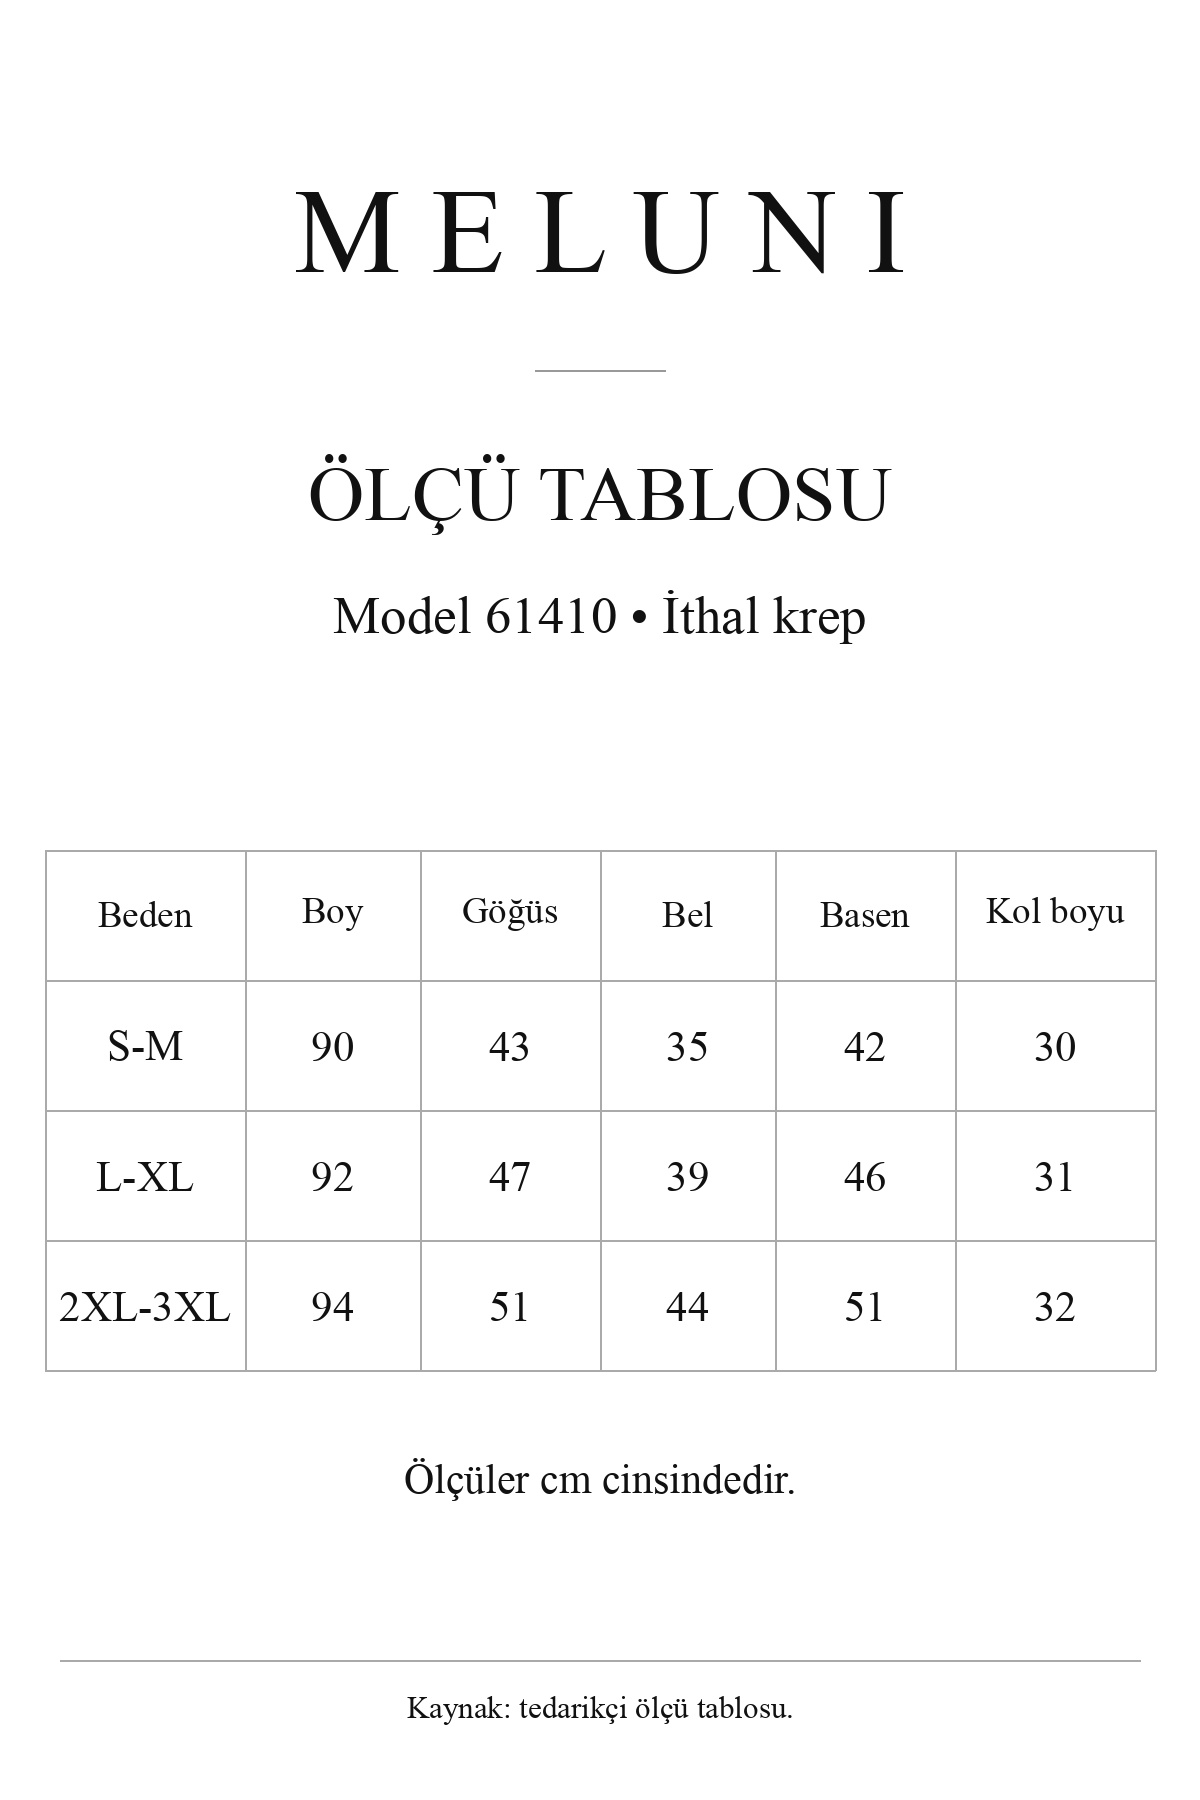 MELUNI
ÖLÇÜ TABLOSU
Model 61410 • İthal krep
Beden Boy Göğüs Bel Basen Kol boyu
S-M 90 43 35 42 30
L-XL 92 47 39 46 31
2XL-3XL 94 51 44 51 32
Ölçüler cm cinsindedir.
Kaynak: tedarikçi ölçü tablosu.